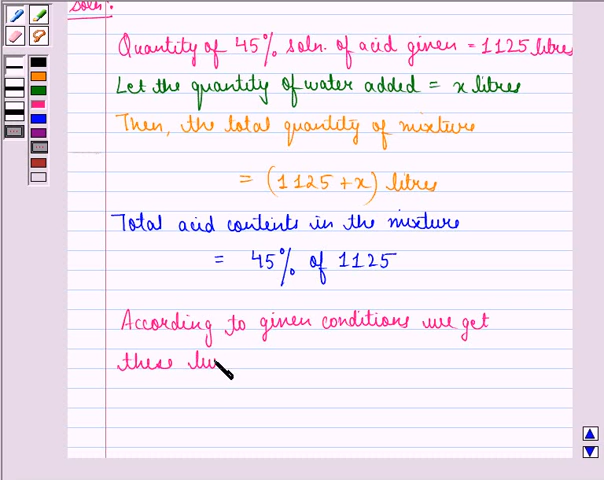 Soln:
Quantity of 45% soln. of acid given = 1125 litres
Let the quantity of water added = x litres
Then, the total quantity of mixture
= (1125 + x) litres
Total acid contents in the mixture
= 45% of 1125
According to given conditions we get
these